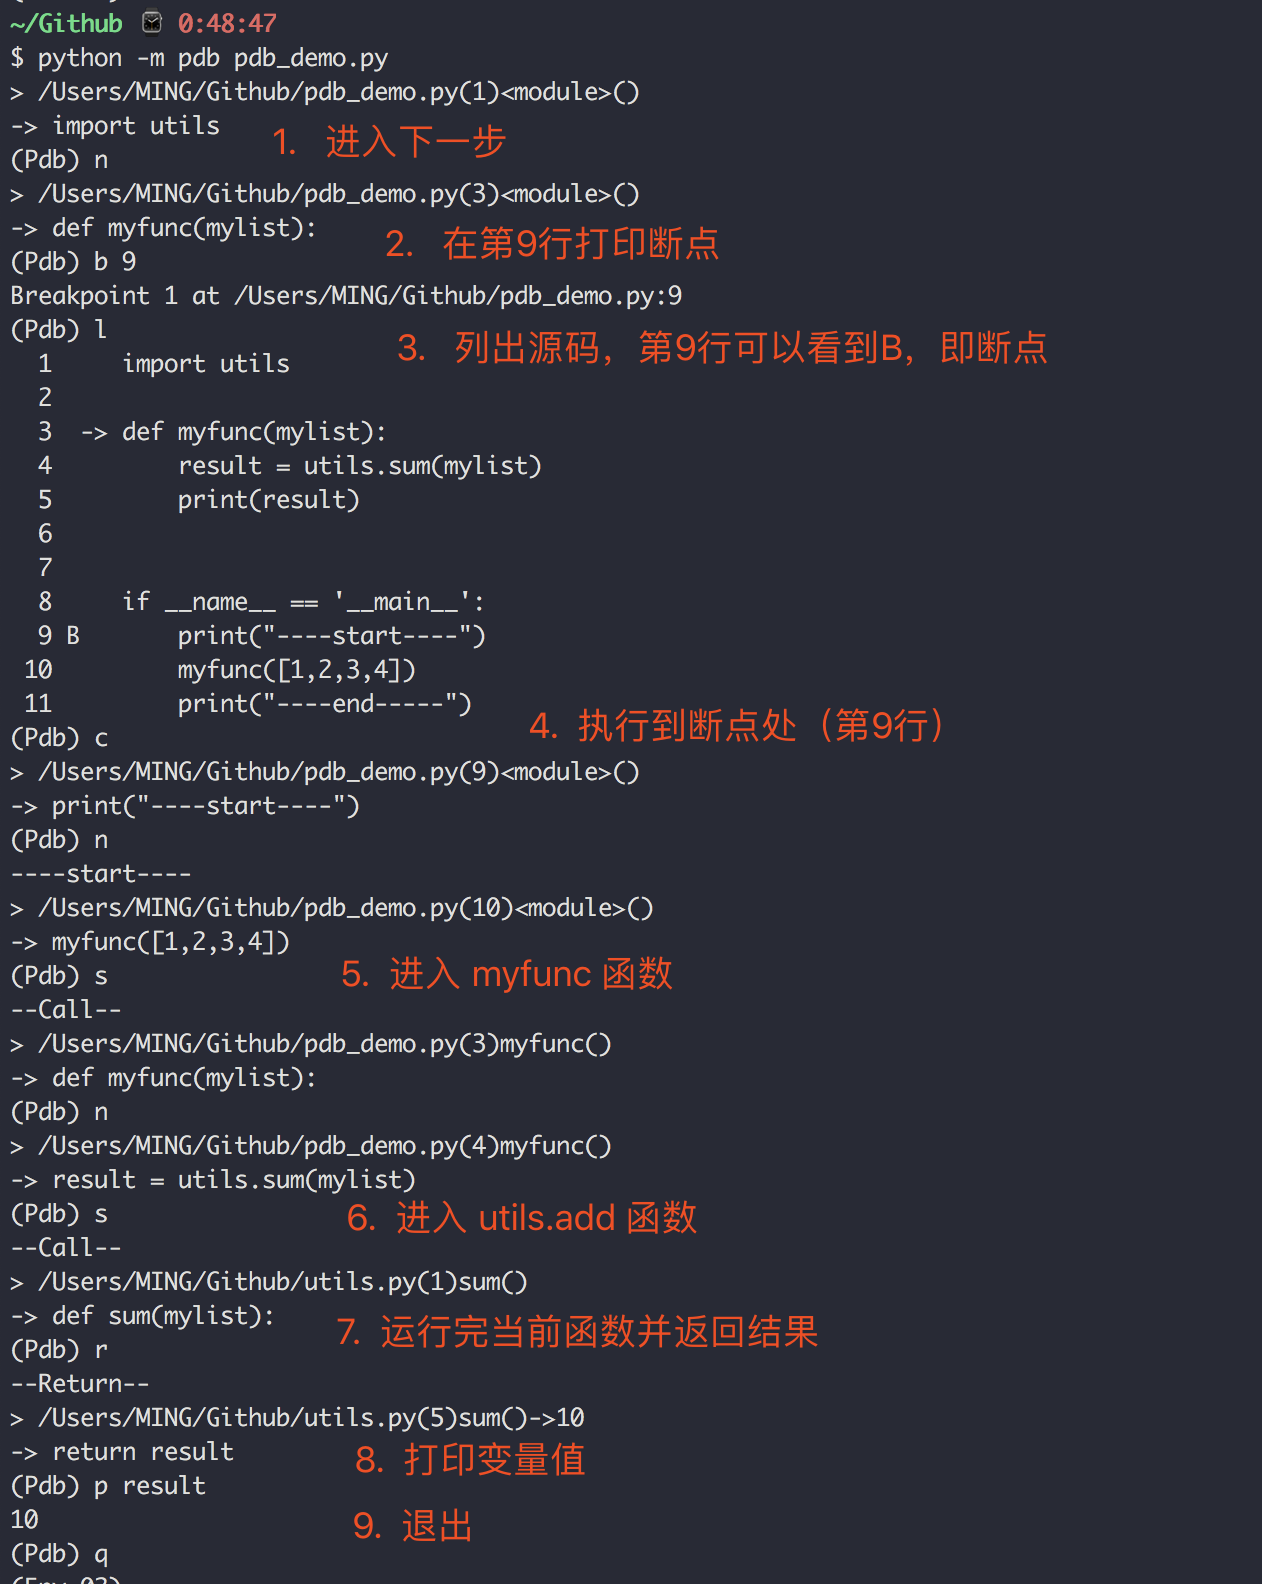 ~/Github ⌚ 0:48:47
$ python -m pdb pdb_demo.py
> /Users/MING/Github/pdb_demo.py(1)<module>()
-> import utils
1. 进入下一步
(Pdb) n
> /Users/MING/Github/pdb_demo.py(3)<module>()
-> def myfunc(mylist):
2. 在第9行打印断点
(Pdb) b 9
Breakpoint 1 at /Users/MING/Github/pdb_demo.py:9
(Pdb) l
3. 列出源码，第9行可以看到B，即断点
  1     import utils
  2
  3  -> def myfunc(mylist):
  4         result = utils.sum(mylist)
  5         print(result)
  6
  7
  8     if __name__ == '__main__':
  9 B       print("----start----")
 10         myfunc([1,2,3,4])
 11         print("----end-----")
4. 执行到断点处（第9行）
(Pdb) c
> /Users/MING/Github/pdb_demo.py(9)<module>()
-> print("----start----")
(Pdb) n
----start----
> /Users/MING/Github/pdb_demo.py(10)<module>()
-> myfunc([1,2,3,4])
(Pdb) s
5. 进入 myfunc 函数
--Call--
> /Users/MING/Github/pdb_demo.py(3)myfunc()
-> def myfunc(mylist):
(Pdb) n
> /Users/MING/Github/pdb_demo.py(4)myfunc()
-> result = utils.sum(mylist)
(Pdb) s
6. 进入 utils.add 函数
--Call--
> /Users/MING/Github/utils.py(1)sum()
-> def sum(mylist):
7. 运行完当前函数并返回结果
(Pdb) r
--Return--
> /Users/MING/Github/utils.py(5)sum()->10
-> return result
8. 打印变量值
(Pdb) p result
10
9. 退出
(Pdb) q